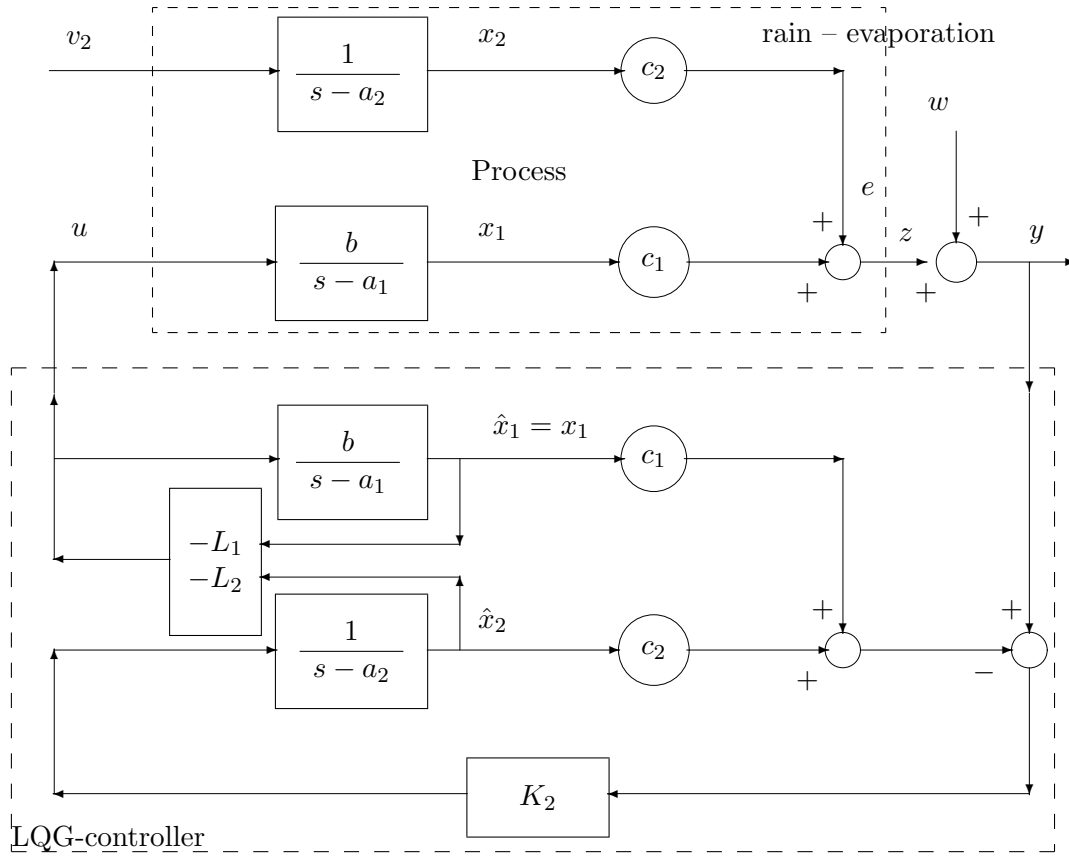 v₂
1
s − a₂
x₂
c₂
rain – evaporation
w
Process
e
u
b
s − a₁
x₁
c₁
+
+
z
+
+
y
b
s − a₁
x̂₁ = x₁
c₁
−L₁
−L₂
1
s − a₂
x̂₂
c₂
+
+
+
−
K₂
LQG-controller